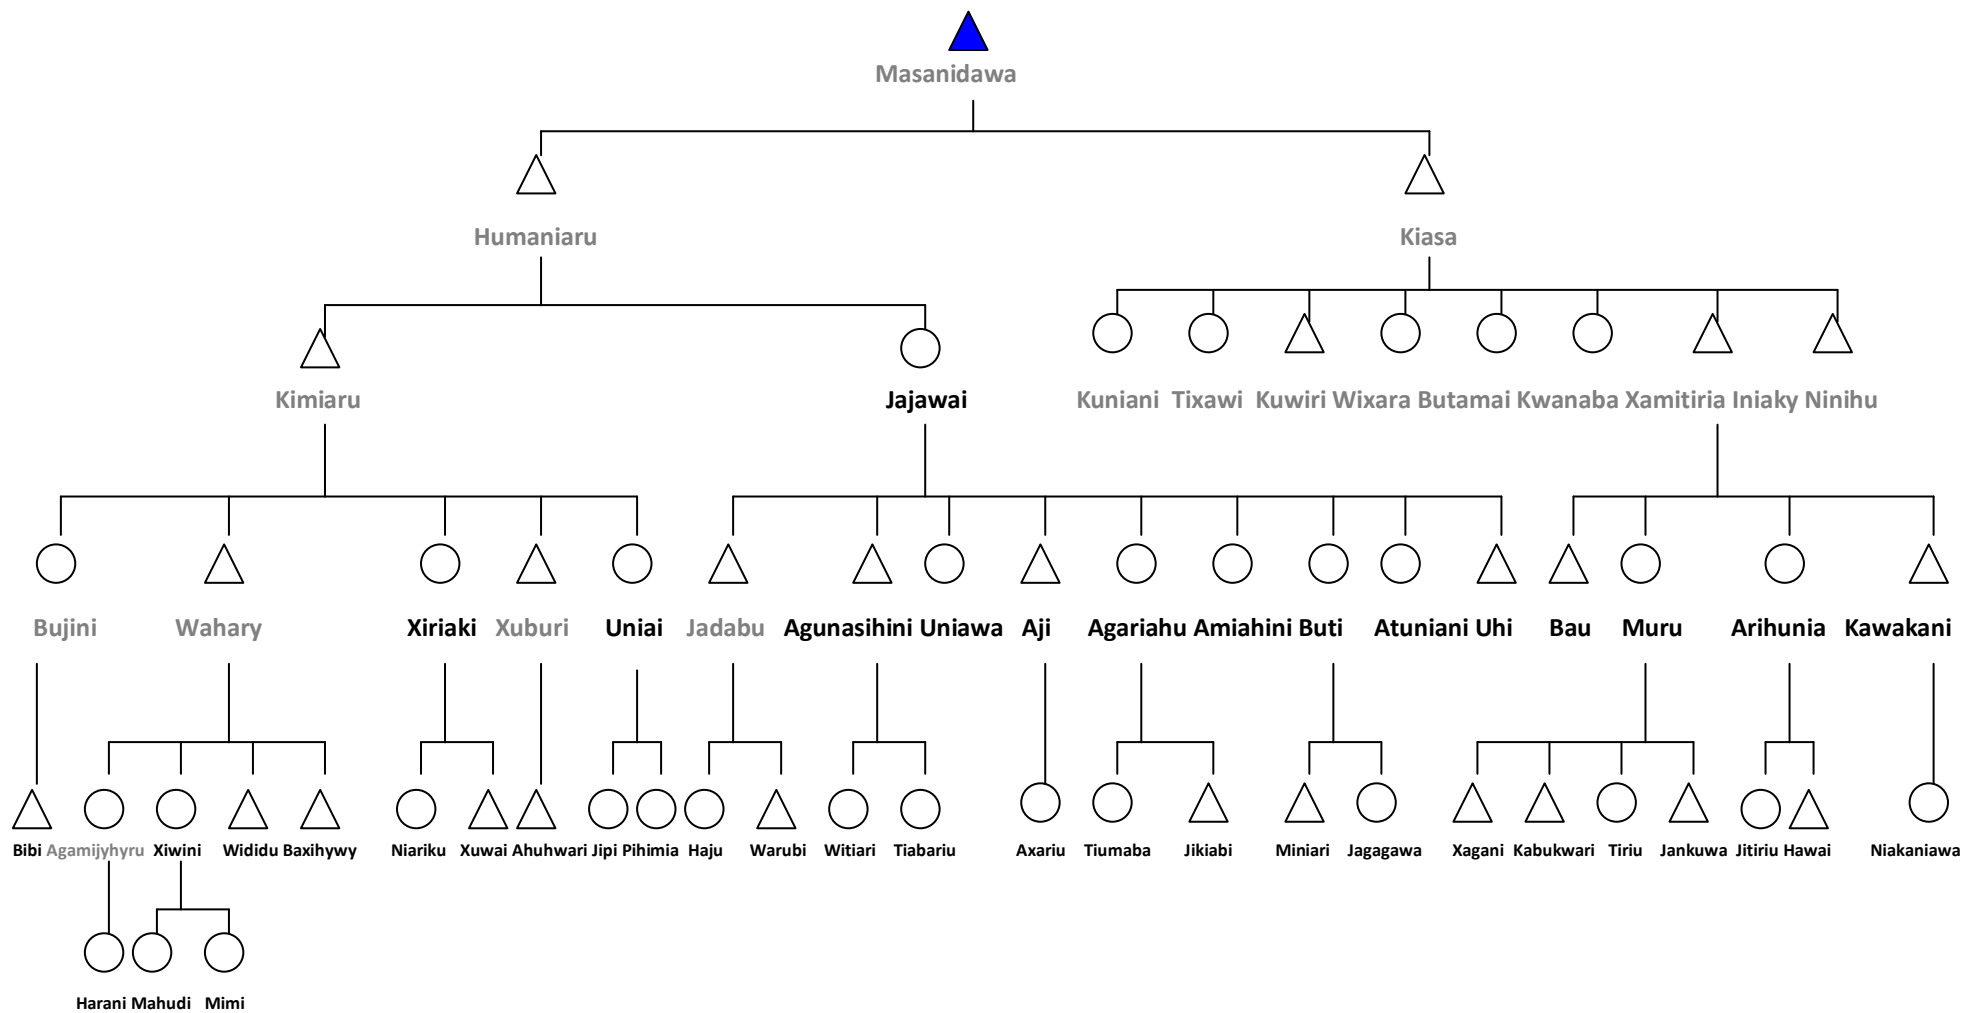 Masanidawa
Humaniaru Kiasa
Kimiaru Jajawai Kuniani Tixawi Kuwiri Wixara Butamai Kwanaba Xamitiria Iniaky Ninihu
Bujini Wahary Xiriaki Xuburi Uniai Jadabu Agunasihini Uniawa Aji Agariahu Amiahini Buti Atuniani Uhi Bau Muru Arihunia Kawakani
Bibi Agamijyhyru Xiwini Wididu Baxihywy Niariku Xuwai Ahuhwari Jipi Pihimia Haju Warubi Witiari Tiabariu Axariu Tiumaba Jikiabi Miniari Jagagawa Xagani Kabukwari Tiriu Jankuwa Jitiriu Hawai Niakaniawa
Harani Mahudi Mimi